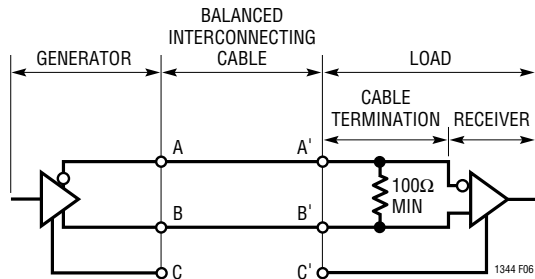 BALANCED
INTERCONNECTING
CABLE
GENERATOR
LOAD
CABLE
TERMINATION
RECEIVER
A
A'
100Ω
MIN
B
B'
C
C'
1344 F06